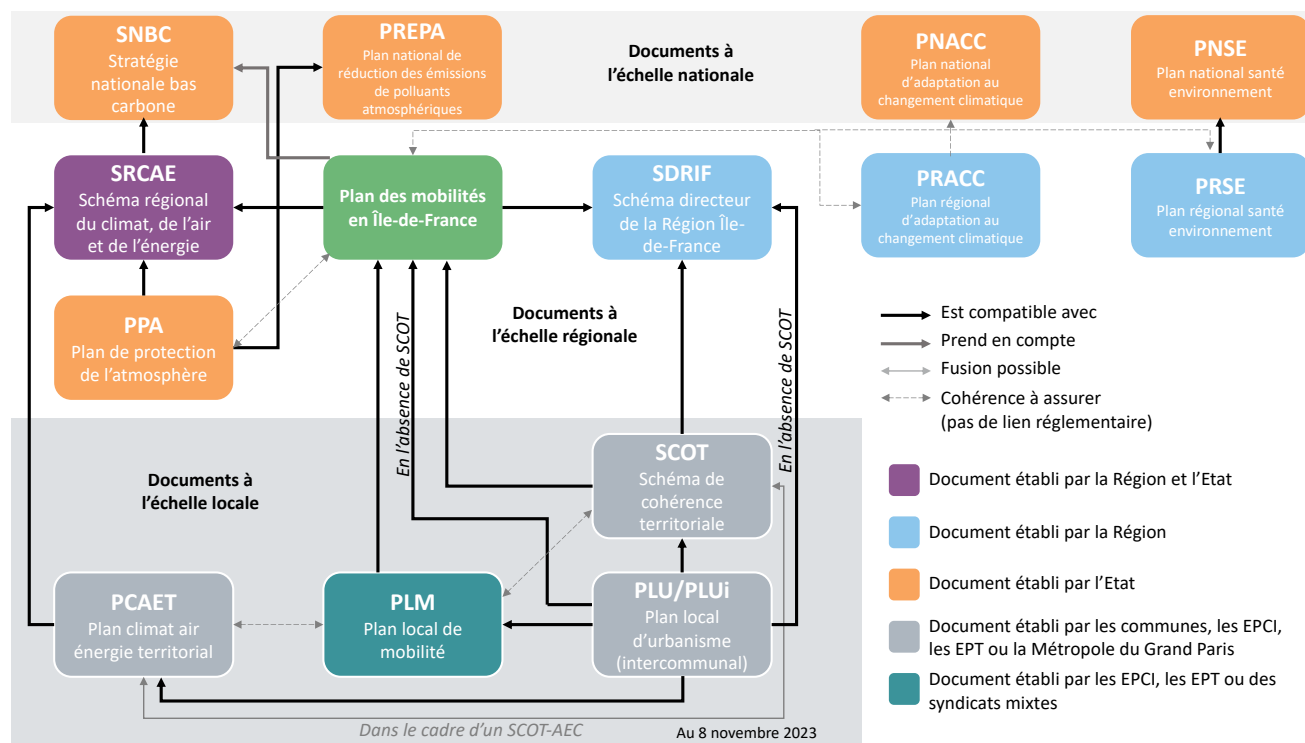 SNBC
Stratégie
nationale bas
carbone
PREPA
Plan national de
réduction des émissions
de polluants
atmosphériques
Documents à
l'échelle nationale
PNACC
Plan national
d'adaptation au
changement climatique
PNSE
Plan national santé
environnement
SRCAE
Schéma régional
du climat, de l'air
et de l'énergie
Plan des mobilités
en Île-de-France
SDRIF
Schéma directeur
de la Région Île-
de-France
PRACC
Plan régional
d'adaptation au
changement climatique
PRSE
Plan régional santé
environnement
PPA
Plan de protection
de l'atmosphère
Documents à
l'échelle régionale
En l'absence de SCOT
En l'absence de SCOT
Est compatible avec
Prend en compte
Fusion possible
Cohérence à assurer
(pas de lien réglementaire)
Documents à
l'échelle locale
SCOT
Schéma de
cohérence
territoriale
PCAET
Plan climat air
énergie territorial
PLM
Plan local de
mobilité
PLU/PLUi
Plan local
d'urbanisme
(intercommunal)
Document établi par la Région et l'Etat
Document établi par la Région
Document établi par l'Etat
Document établi par les communes, les EPCI,
les EPT ou la Métropole du Grand Paris
Document établi par les EPCI, les EPT ou des
syndicats mixtes
Dans le cadre d'un SCOT-AEC
Au 8 novembre 2023